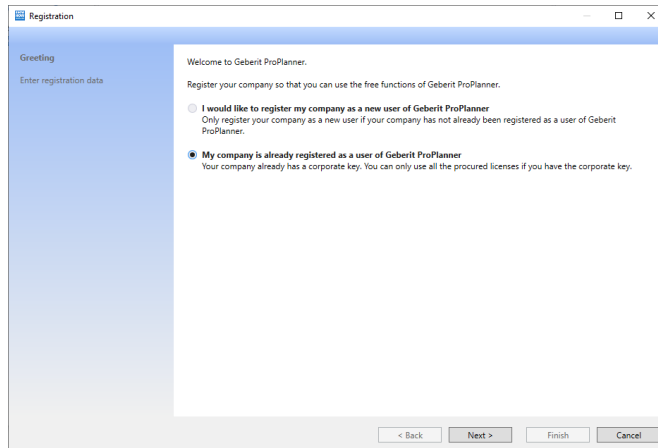 Registration
Greeting
Enter registration data
Welcome to Geberit ProPlanner.
Register your company so that you can use the free functions of Geberit ProPlanner.
I would like to register my company as a new user of Geberit ProPlanner
Only register your company as a new user if your company has not already been registered as a user of Geberit
ProPlanner.
My company is already registered as a user of Geberit ProPlanner
Your company already has a corporate key. You can only use all the procured licenses if you have the corporate key.
< Back Next > Finish Cancel